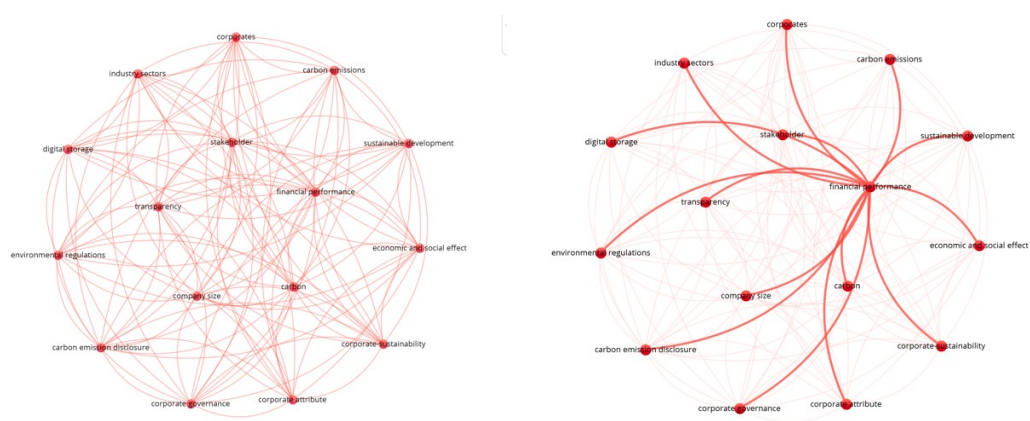 corporates
carbon emissions
industry sectors
stakeholder
sustainable development
digital storage
financial performance
transparency
economic and social effect
environmental regulations
carbon
company size
corporate sustainability
carbon emission disclosure
corporate attribute
corporate governance
corporates
carbon emissions
industry sectors
stakeholder
sustainable development
digital storage
financial performance
transparency
economic and social effect
environmental regulations
carbon
company size
corporate sustainability
carbon emission disclosure
corporate attribute
corporate governance